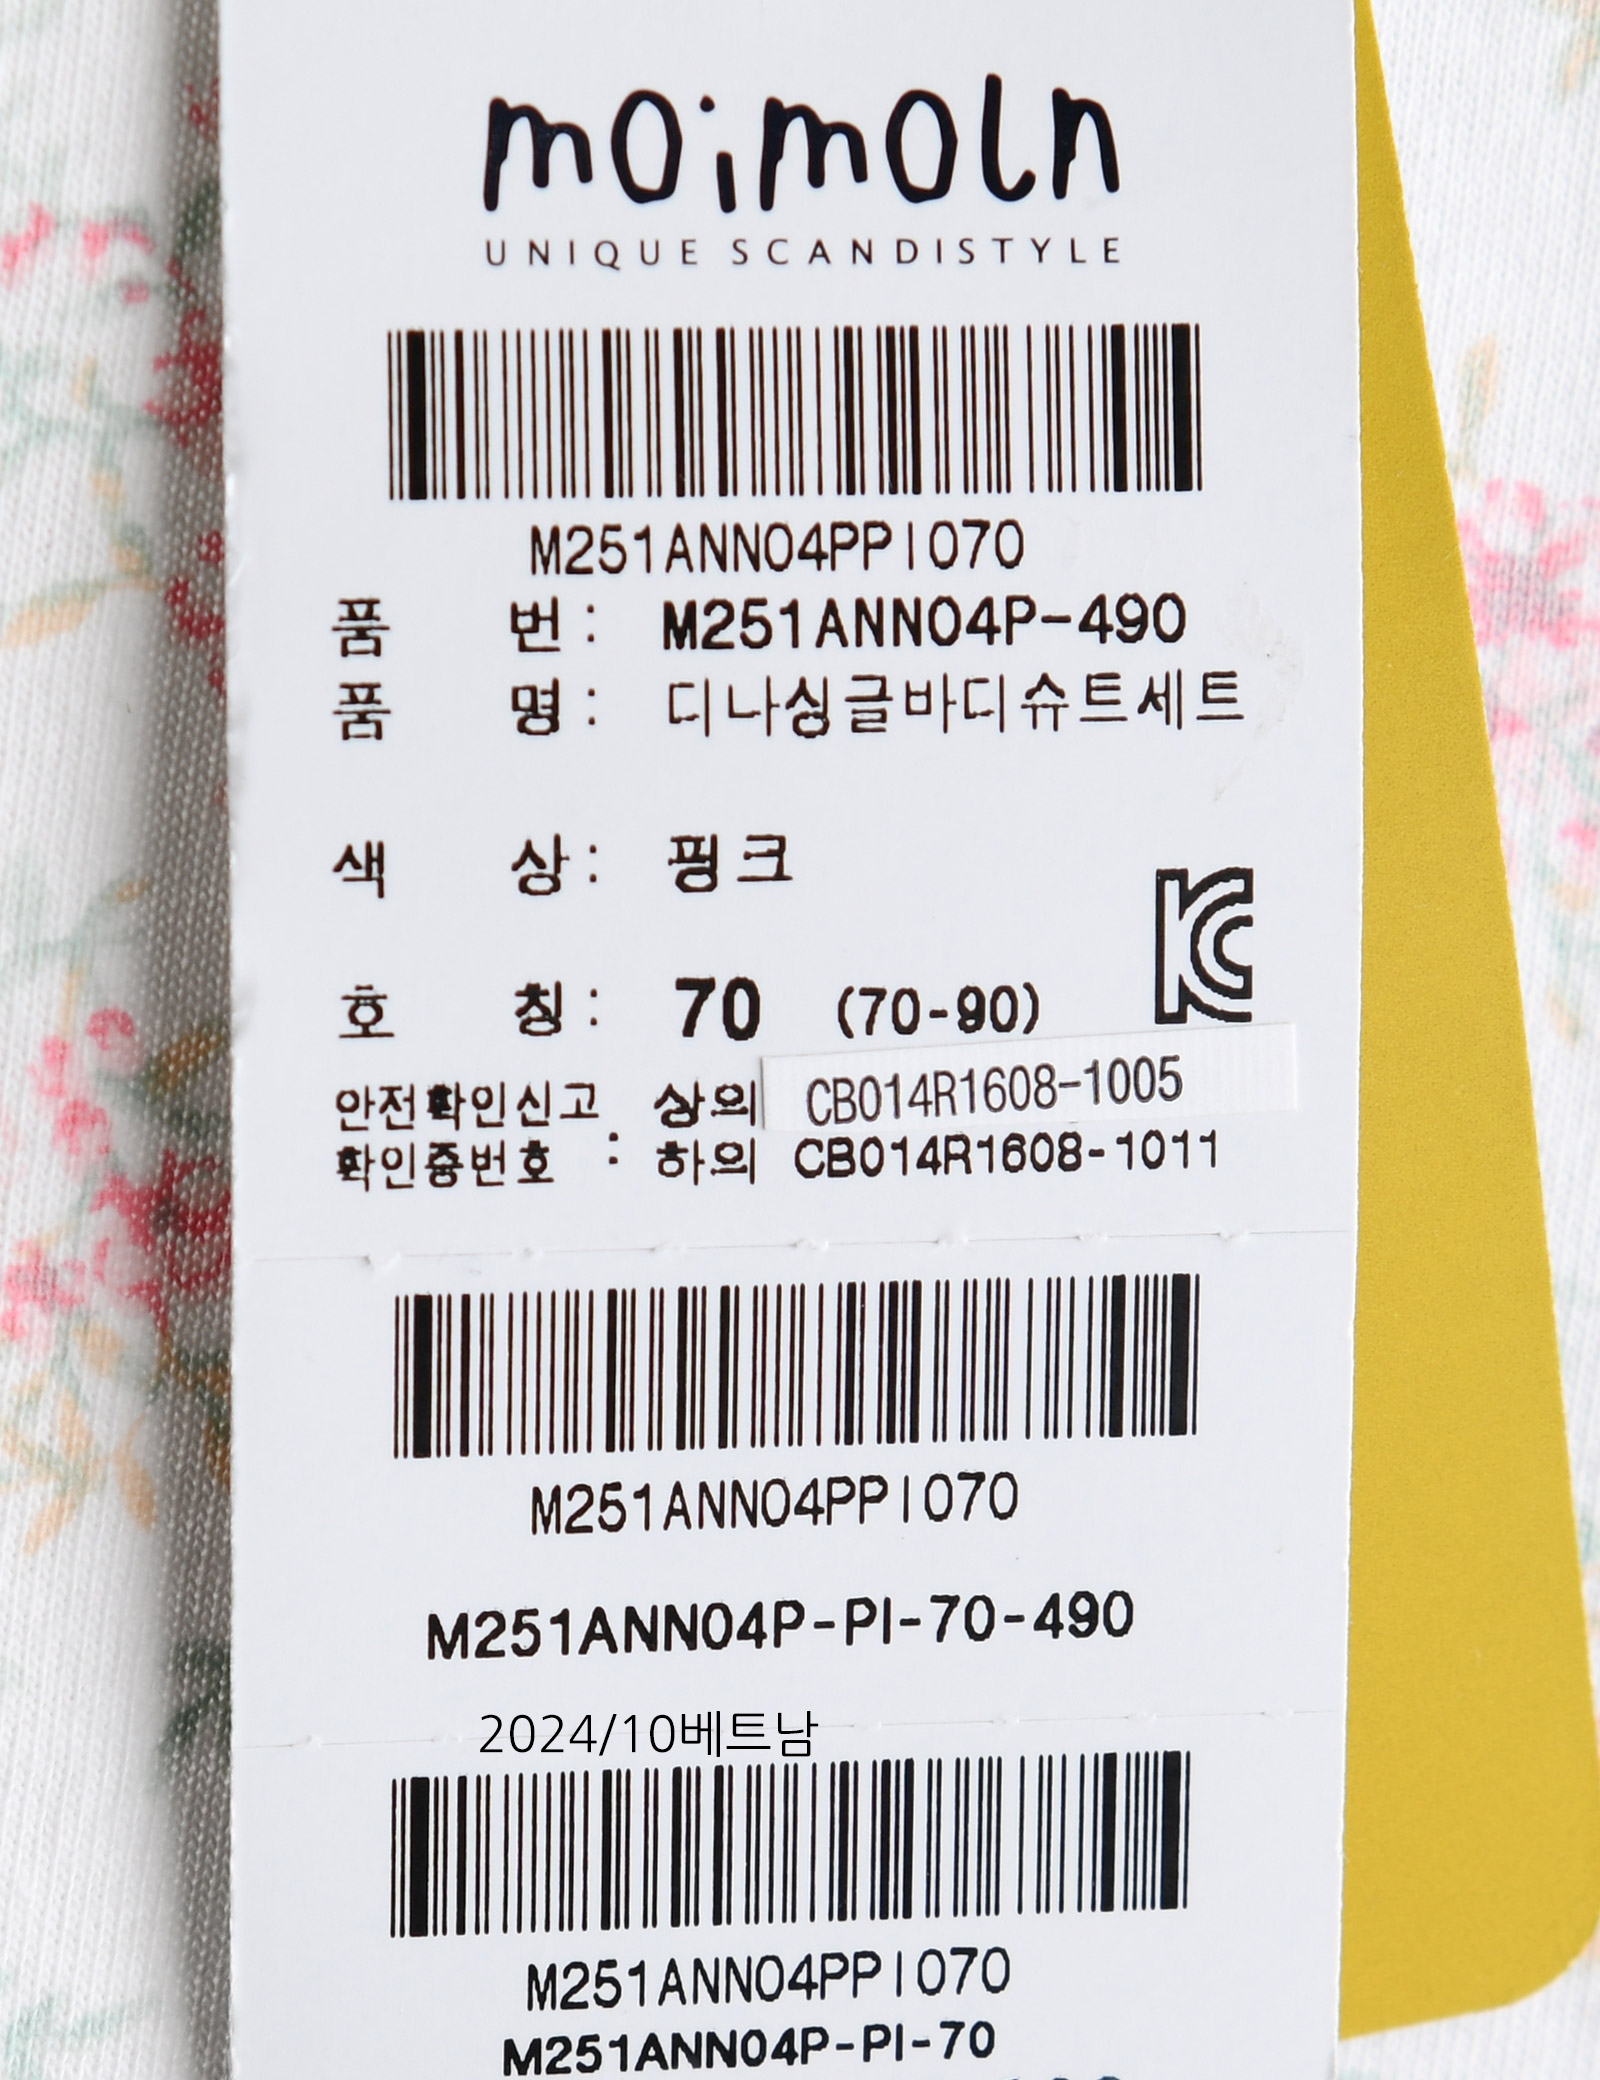 moimoln
UNIQUE SCANDISTYLE
M251ANN04PPI070
품 번 : M251ANN04P-490
품 명 : 디나싱글바디슈트세트
색 상 : 핑크
KC
호 칭 : 70 (70-90)
안전확인신고 상의 CB014R1608-1005
확인증번호 : 하의 CB014R1608-1011
M251ANN04PPI070
M251ANN04P-PI-70-490
2024/10베트남
M251ANN04PPI070
M251ANN04P-PI-70